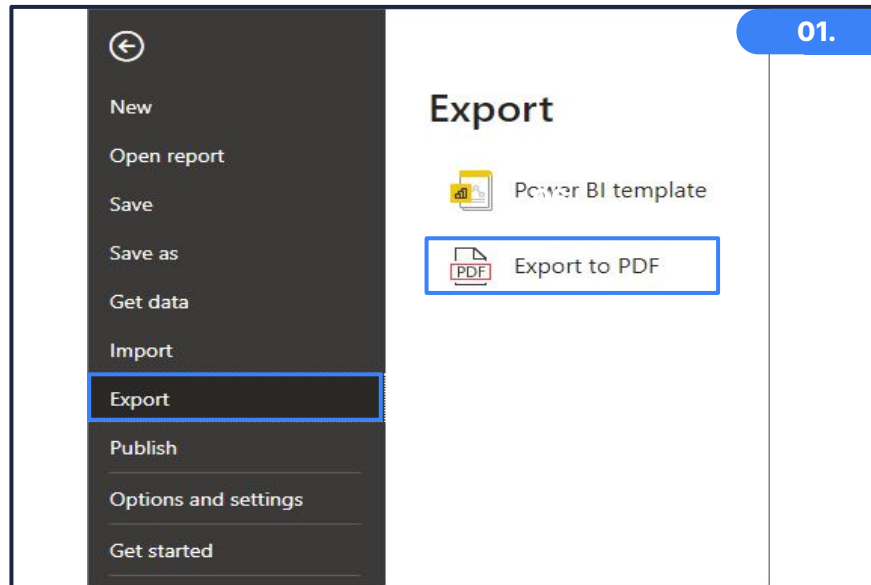 01.
New
Open report
Save
Save as
Get data
Import
Export
Publish
Options and settings
Get started
Export
Power BI template
PDF
Export to PDF